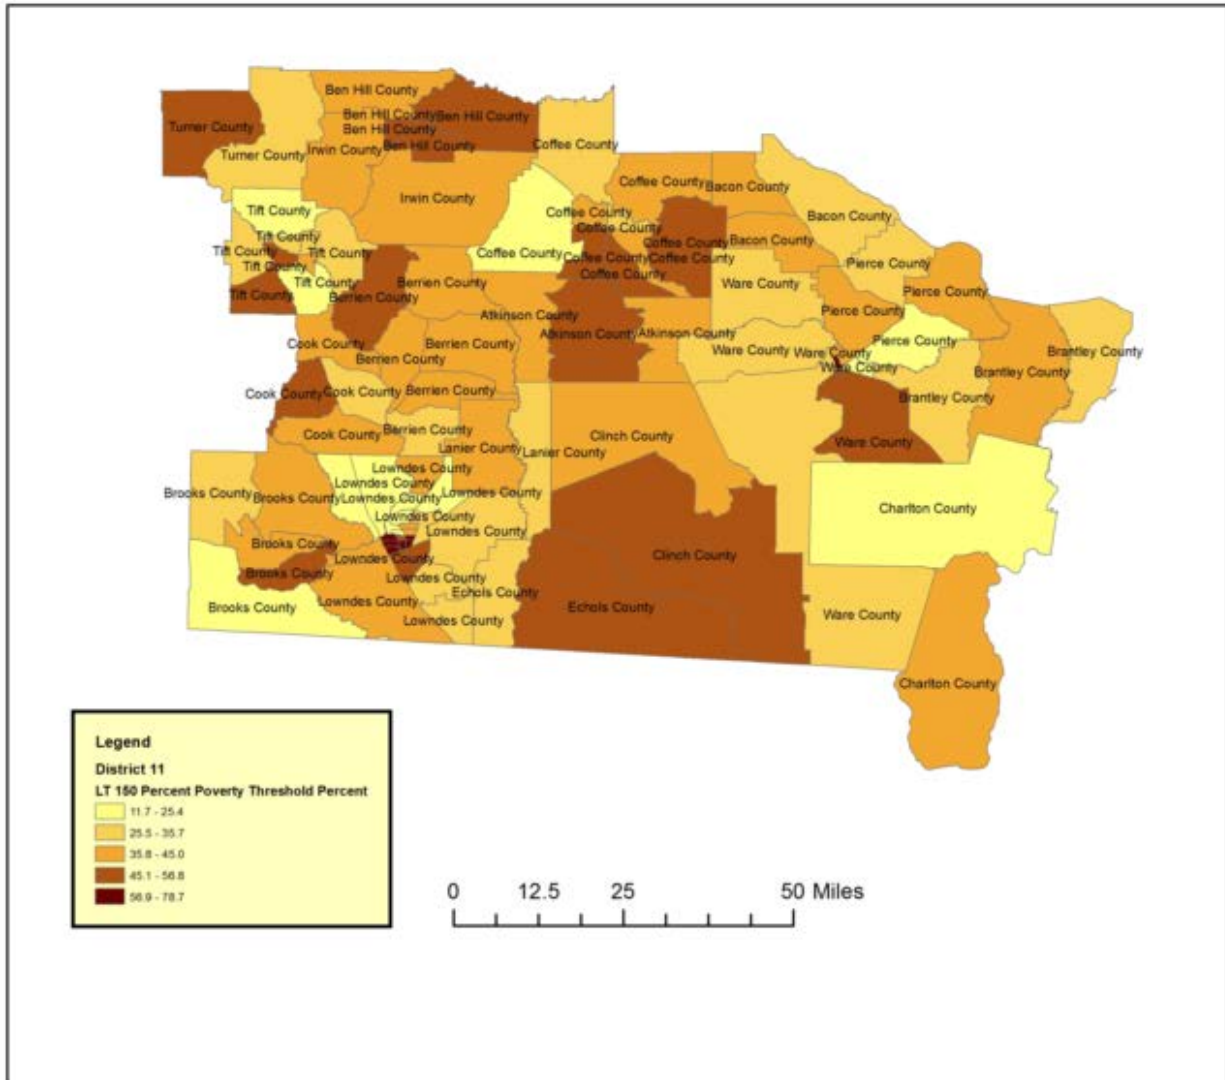 Ben Hill County
Ben Hill County Ben Hill County
Turner County
Ben Hill County
Irwin County
Ben Hill County
Coffee County
Turner County
Coffee County
Bacon County
Irwin County
Tift County
Coffee County
Bacon County
Coffee County
Tift County
Coffee County
Bacon County
Tift County
Tift County
Coffee County
Coffee County
Coffee County
Pierce County
Tift County
Coffee County
Tift County
Berrien County
Ware County
Tift County
Berrien County
Pierce County
Atkinson County
Pierce County
Atkinson County
Atkinson County
Cook County
Berrien County
Pierce County
Berrien County
Ware County
Ware County
Brantley County
Ware County
Brantley County
Cook County
Cook County
Berrien County
Brantley County
Berrien County
Cook County
Clinch County
Ware County
Lanier County
Lanier County
Lowndes County
Lowndes County
Brooks County
Brooks County
Lowndes County
Lowndes County
Charlton County
Lowndes County
Lowndes County
Brooks County
Lowndes County
Clinch County
Brooks County
Lowndes County
Echols County
Brooks County
Lowndes County
Echols County
Ware County
Lowndes County
Charlton County
Legend
District 11
LT 150 Percent Poverty Threshold Percent
11.7 - 25.4
25.5 - 35.7
35.8 - 45.0
45.1 - 56.8
56.9 - 78.7
0 12.5 25 50 Miles